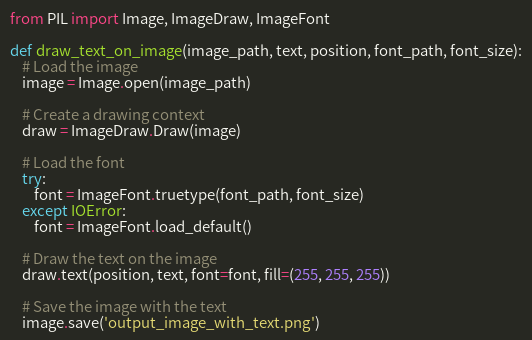 from PIL import Image, ImageDraw, ImageFont

def draw_text_on_image(image_path, text, position, font_path, font_size):
    # Load the image
    image = Image.open(image_path)

    # Create a drawing context
    draw = ImageDraw.Draw(image)

    # Load the font
    try:
        font = ImageFont.truetype(font_path, font_size)
    except IOError:
        font = ImageFont.load_default()

    # Draw the text on the image
    draw.text(position, text, font=font, fill=(255, 255, 255))

    # Save the image with the text
    image.save('output_image_with_text.png')